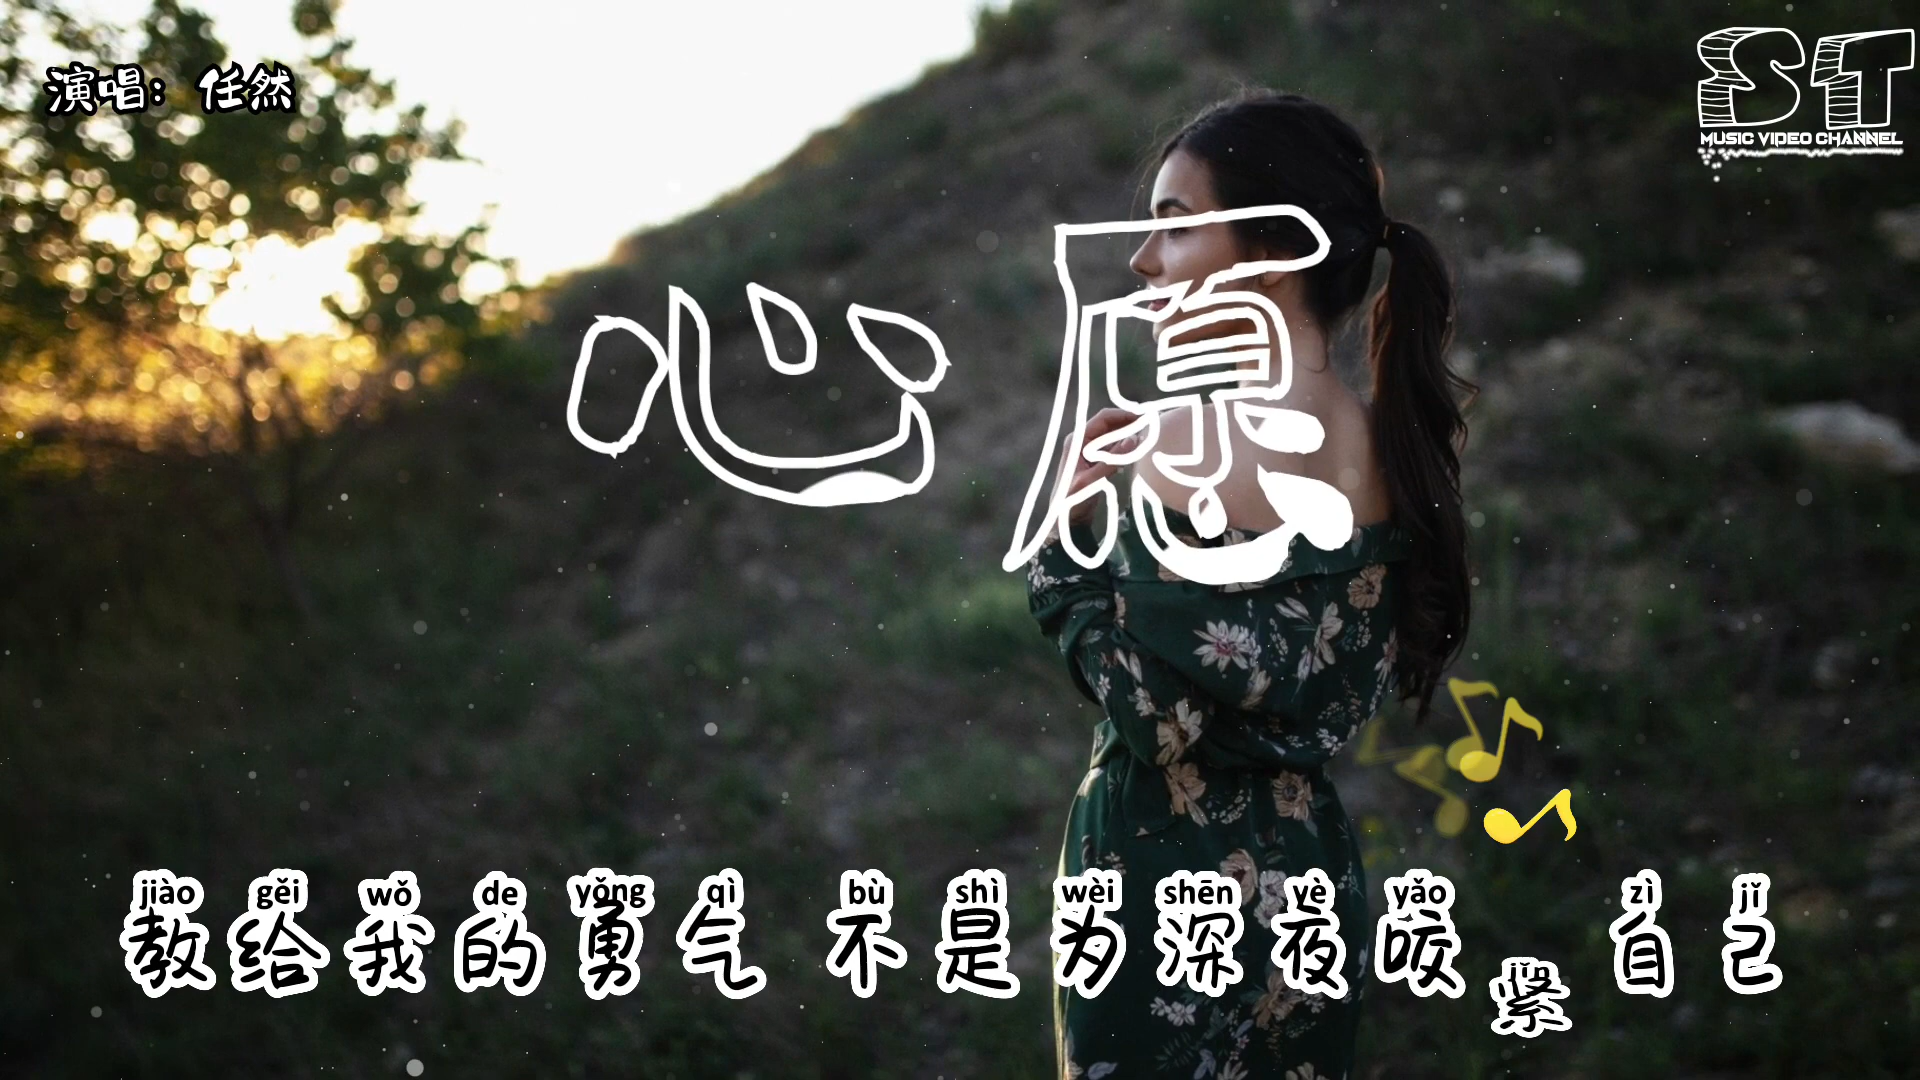 演唱：任然
ST
MUSIC VIDEO CHANNEL
心愿
jiào gěi wǒ de yǒng qì bù shì wèi shēn yè yǎo jǐn zì jǐ
教给我的勇气 不是为深夜咬紧自己